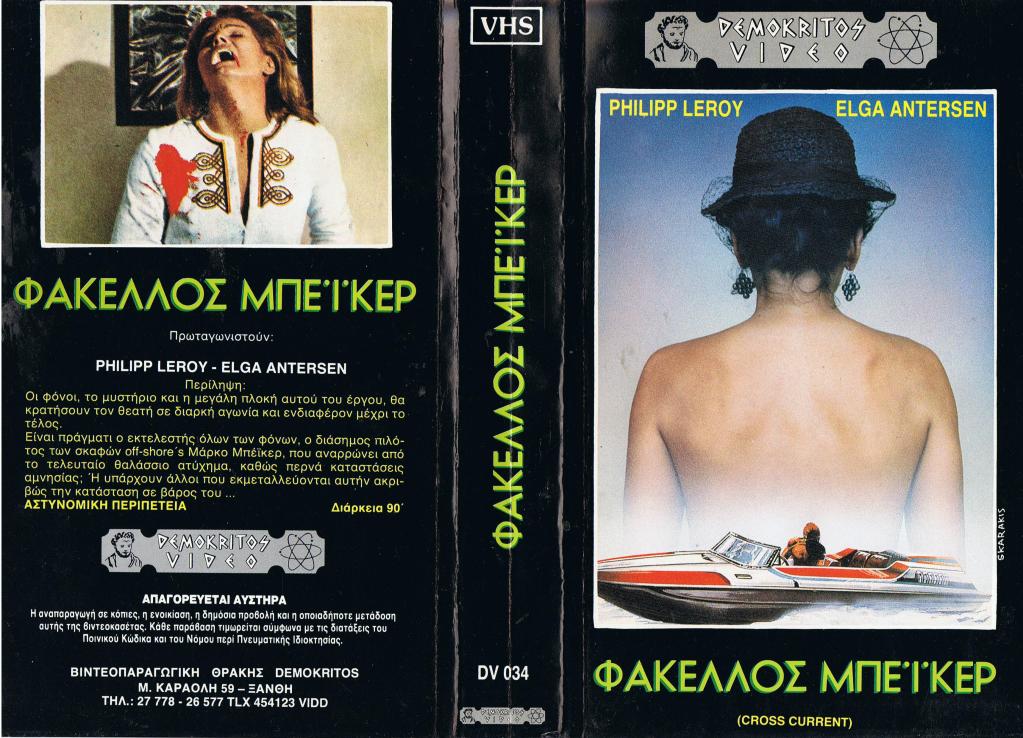 ΦΑΚΕΛΛΟΣ ΜΠΕΪΚΕΡ
Πρωταγωνιστούν:
PHILIPP LEROY - ELGA ANTERSEN
Περίληψη:
Οι φόνοι, το μυστήριο και η μεγάλη πλοκή αυτού του έργου, θα
κρατήσουν τον θεατή σε διαρκή αγωνία και ενδιαφέρον μέχρι το
τέλος.
Είναι πράγματι ο εκτελεστής όλων των φόνων, ο διάσημος πιλό-
τος των σκαφών off-shore΄s Μάρκο Μπέϊκερ, που αναρρώνει από
το τελευταίο θαλάσσιο ατύχημα, καθώς περνά καταστάσεις
αμνησίας; Ή υπάρχουν άλλοι που εκμεταλλεύονται αυτήν ακρι-
βώς την κατάσταση σε βάρος του ...
ΑΣΤΥΝΟΜΙΚΗ ΠΕΡΙΠΕΤΕΙΑ Διάρκεια 90΄
DEMOKRITOS
VIDEO
ΑΠΑΓΟΡΕΥΕΤΑΙ ΑΥΣΤΗΡΑ
Η αναπαραγωγή σε κόπιες, η ενοικίαση, η δημόσια προβολή και η οποιαδήποτε μετάδοση
αυτής της βιντεοκασέτας. Κάθε παράβαση τιμωρείται σύμφωνα με τις διατάξεις του
Ποινικού Κώδικα και του Νόμου περί Πνευματικής Ιδιοκτησίας.
ΒΙΝΤΕΟΠΑΡΑΓΩΓΙΚΗ ΘΡΑΚΗΣ DEMOKRITOS
Μ. ΚΑΡΑΟΛΗ 59 – ΞΑΝΘΗ
ΤΗΛ.: 27 778 - 26 577 TLX 454123 VIDD
VHS
ΦΑΚΕΛΛΟΣ ΜΠΕΪΚΕΡ
DV 034
DEMOKRITOS
VIDEO
DEMOKRITOS
VIDEO
PHILIPP LEROY ELGA ANTERSEN
SKARAKIS
ΦΑΚΕΛΛΟΣ ΜΠΕΪΚΕΡ
(CROSS CURRENT)